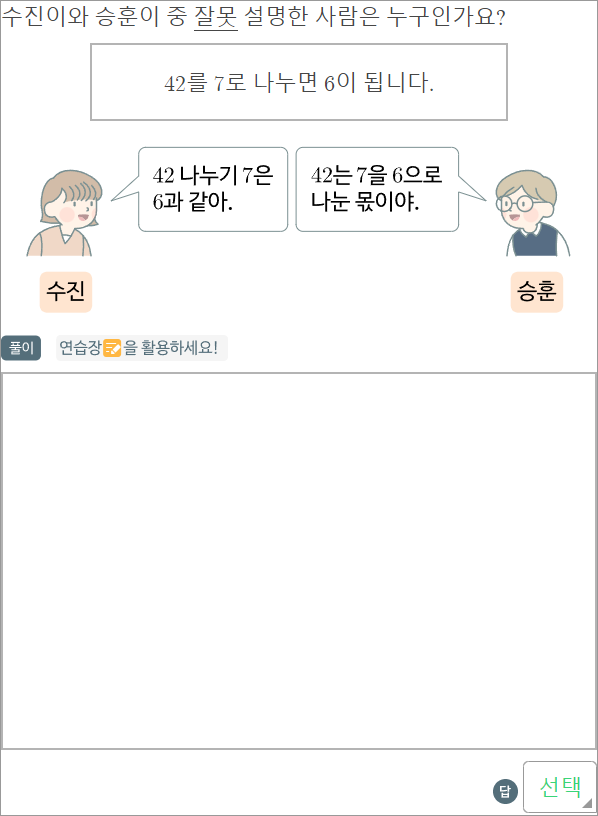 수진이와 승훈이 중 잘못 설명한 사람은 누구인가요?
42를 7로 나누면 6이 됩니다.
42 나누기 7은
6과 같아.
42는 7을 6으로
나눈 몫이야.
수진
승훈
풀이 연습장을 활용하세요!
답 선택